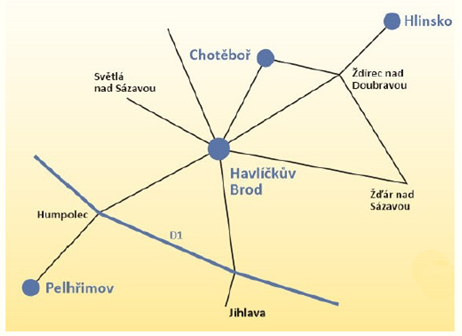 Hlinsko
Chotěboř
Světlá
nad Sázavou
Ždírec nad
Doubravou
Havlíčkův
Brod
Žďár nad
Sázavou
Humpolec
D1
Pelhřimov
Jihlava